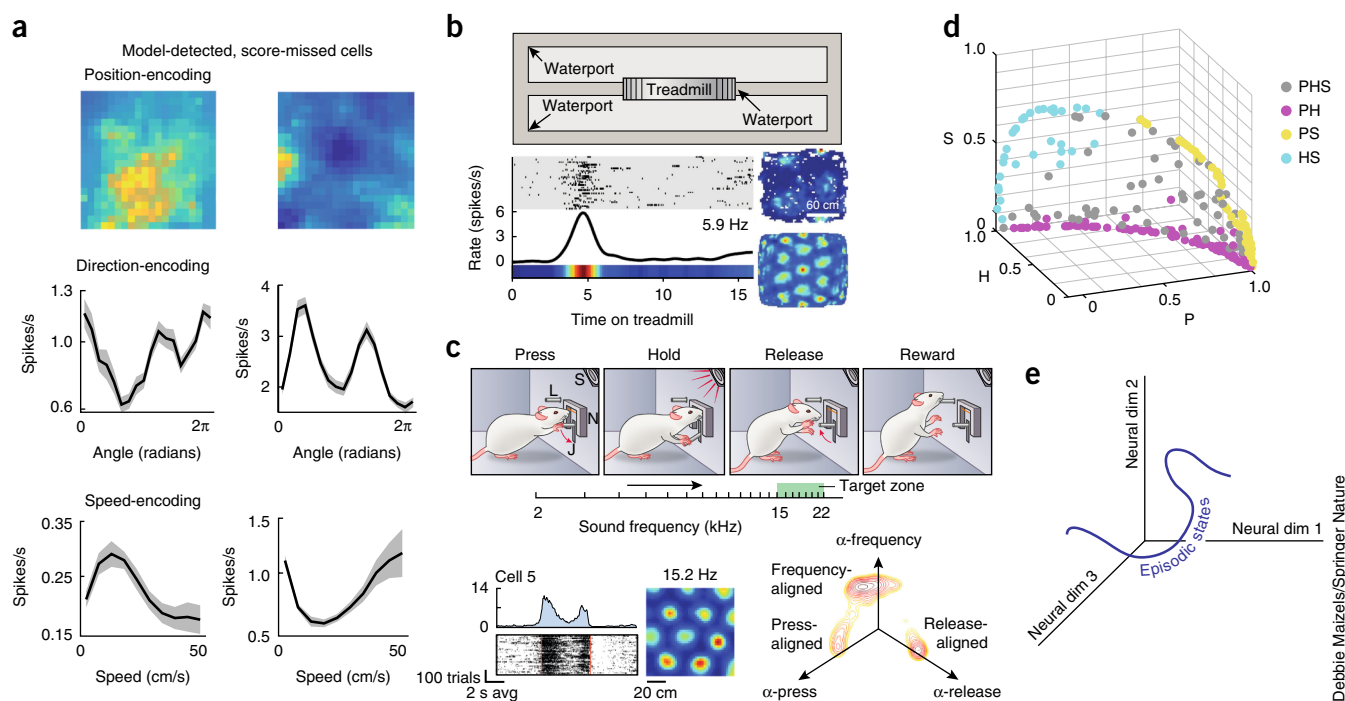 a
Model-detected, score-missed cells
Position-encoding
Direction-encoding
Spikes/s
1.3
1.0
0.6
0
2π
Angle (radians)
Spikes/s
4
3
2
0
2π
Angle (radians)
Speed-encoding
Spikes/s
0.35
0.25
0.15
0
50
Speed (cm/s)
Spikes/s
1.5
1.0
0.5
0
50
Speed (cm/s)
b
Waterport
Treadmill
Waterport
Waterport
Rate (spikes/s)
6
3
0
5.9 Hz
0
5
10
15
Time on treadmill
60 cm
c
Press
Hold
Release
Reward
S
L
N
J
Target zone
2
15
22
Sound frequency (kHz)
Cell 5
14
0
100 trials
2 s avg
15.2 Hz
20 cm
α-frequency
Frequency-
aligned
Press-
aligned
Release-
aligned
α-press
α-release
d
1.0
S
0.5
0
1.0
H
0.5
0
0
0.5
1.0
P
PHS
PH
PS
HS
e
Neural dim 2
Neural dim 1
Neural dim 3
Episodic states
Debbie Maizels/Springer Nature